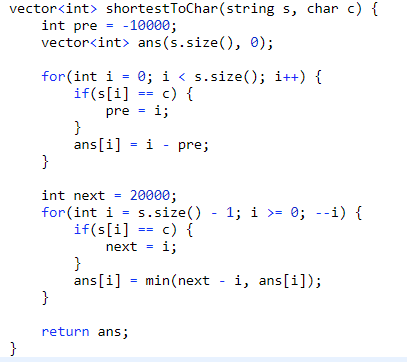 vector<int> shortestToChar(string s, char c) {
    int pre = -10000;
    vector<int> ans(s.size(), 0);

    for(int i = 0; i < s.size(); i++) {
        if(s[i] == c) {
            pre = i;
        }
        ans[i] = i - pre;
    }

    int next = 20000;
    for(int i = s.size() - 1; i >= 0; --i) {
        if(s[i] == c) {
            next = i;
        }
        ans[i] = min(next - i, ans[i]);
    }

    return ans;
}